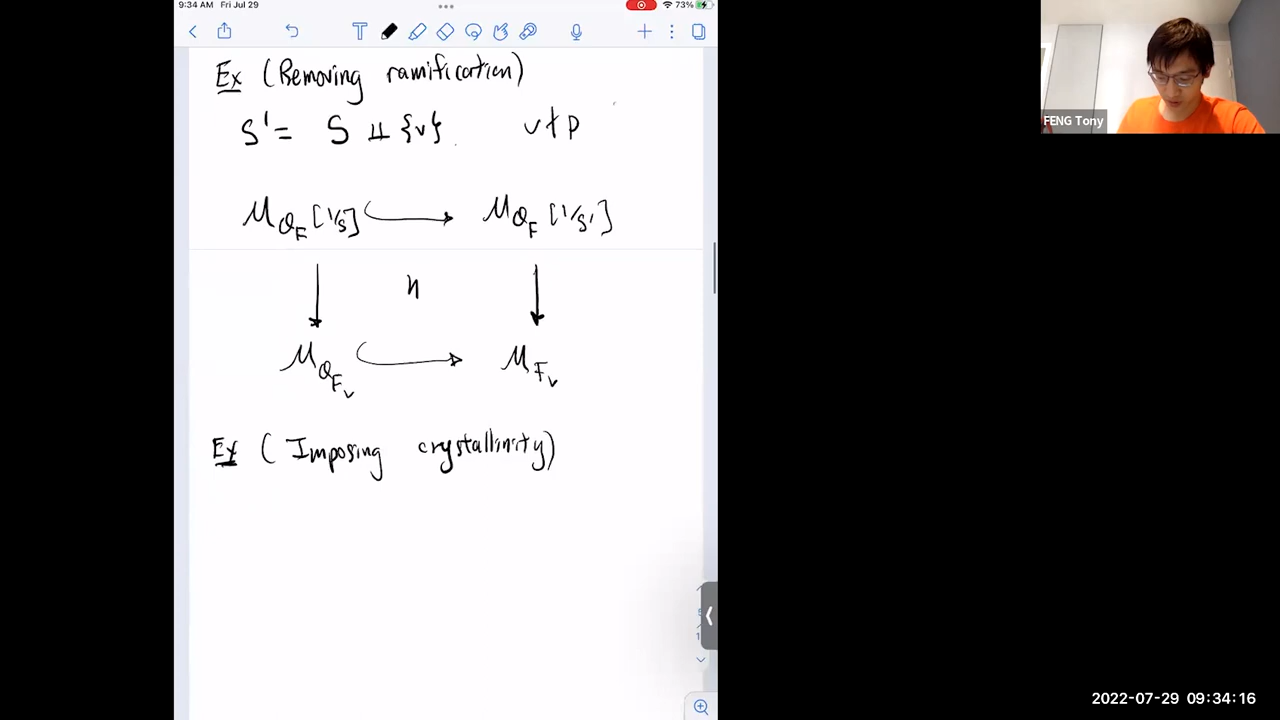 9:34 AM Fri Jul 29
73%
Ex (Removing ramification)
S' = S ⊔ {v}. v ∤ p
M_{O_F}[1/S] ↪ M_{O_F}[1/S']
↓ h ↓
M_{O_{F_v}} ↪ M_{F_v}
Ex (Imposing crystallinity)
FENG Tony
2022-07-29 09:34:16